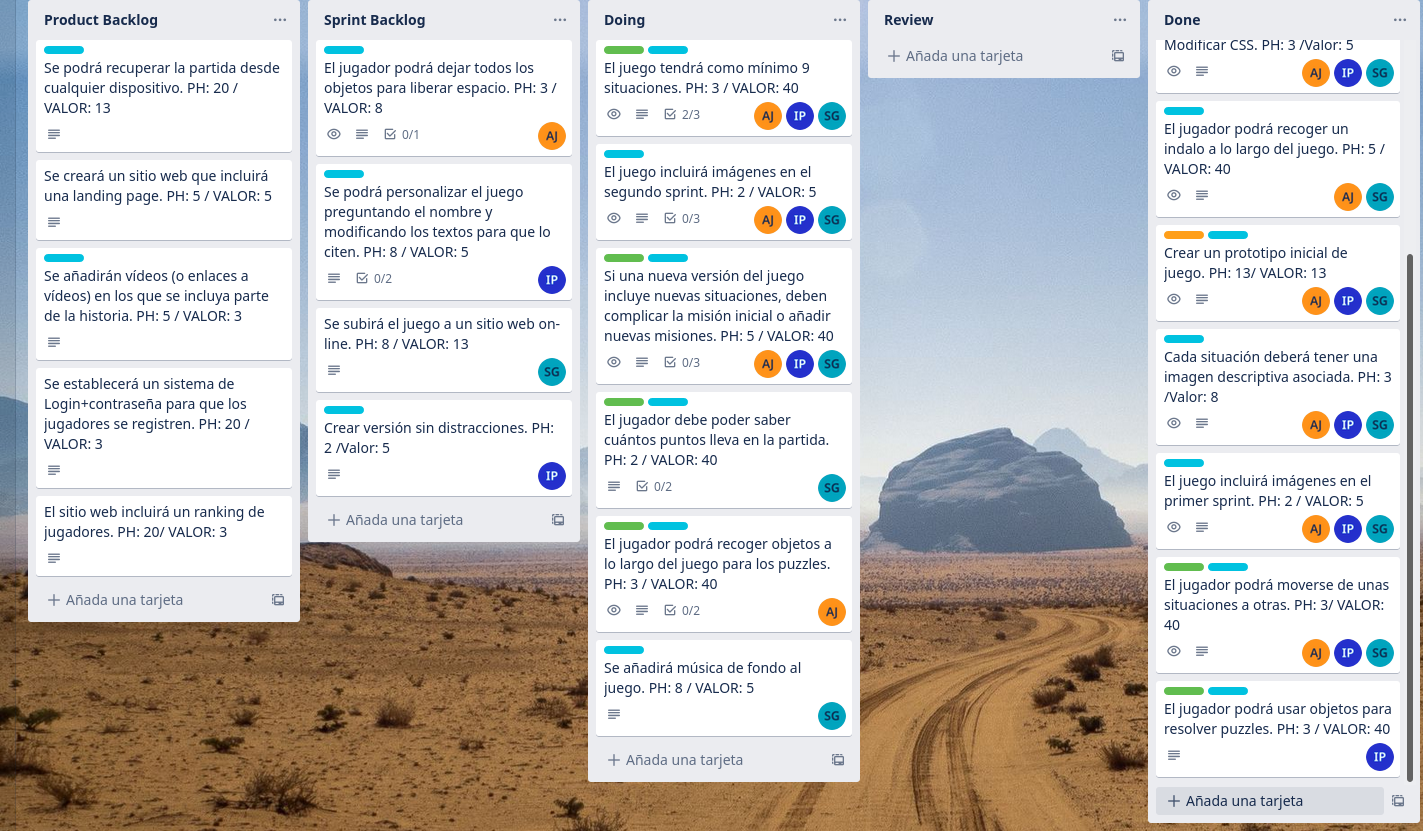 Product Backlog
Se podrá recuperar la partida desde
cualquier dispositivo. PH: 20 /
VALOR: 13
Se creará un sitio web que incluirá
una landing page. PH: 5 / VALOR: 5
Se añadirán vídeos (o enlaces a
vídeos) en los que se incluya parte
de la historia. PH: 5 / VALOR: 3
Se establecerá un sistema de
Login+contraseña para que los
jugadores se registren. PH: 20 /
VALOR: 3
El sitio web incluirá un ranking de
jugadores. PH: 20/ VALOR: 3
Añada una tarjeta
Sprint Backlog
El jugador podrá dejar todos los
objetos para liberar espacio. PH: 3 /
VALOR: 8
0/1
AJ
Se podrá personalizar el juego
preguntando el nombre y
modificando los textos para que lo
citen. PH: 8 / VALOR: 5
0/2
IP
Se subirá el juego a un sitio web on-
line. PH: 8 / VALOR: 13
SG
Crear versión sin distracciones. PH:
2 /Valor: 5
IP
Añada una tarjeta
Doing
El juego tendrá como mínimo 9
situaciones. PH: 3 / VALOR: 40
2/3
AJ IP SG
El juego incluirá imágenes en el
segundo sprint. PH: 2 / VALOR: 5
0/3
AJ IP SG
Si una nueva versión del juego
incluye nuevas situaciones, deben
complicar la misión inicial o añadir
nuevas misiones. PH: 5 / VALOR: 40
0/3
AJ IP SG
El jugador debe poder saber
cuántos puntos lleva en la partida.
PH: 2 / VALOR: 40
0/2
SG
El jugador podrá recoger objetos a
lo largo del juego para los puzzles.
PH: 3 / VALOR: 40
0/2
AJ
Se añadirá música de fondo al
juego. PH: 8 / VALOR: 5
SG
Añada una tarjeta
Review
Añada una tarjeta
Done
Modificar CSS. PH: 3 /Valor: 5
AJ IP SG
El jugador podrá recoger un
indalo a lo largo del juego. PH: 5 /
VALOR: 40
AJ SG
Crear un prototipo inicial de
juego. PH: 13/ VALOR: 13
AJ IP SG
Cada situación deberá tener una
imagen descriptiva asociada. PH: 3
/Valor: 8
AJ IP SG
El juego incluirá imágenes en el
primer sprint. PH: 2 / VALOR: 5
AJ IP SG
El jugador podrá moverse de unas
situaciones a otras. PH: 3/ VALOR:
40
AJ IP SG
El jugador podrá usar objetos para
resolver puzzles. PH: 3 / VALOR: 40
IP
Añada una tarjeta